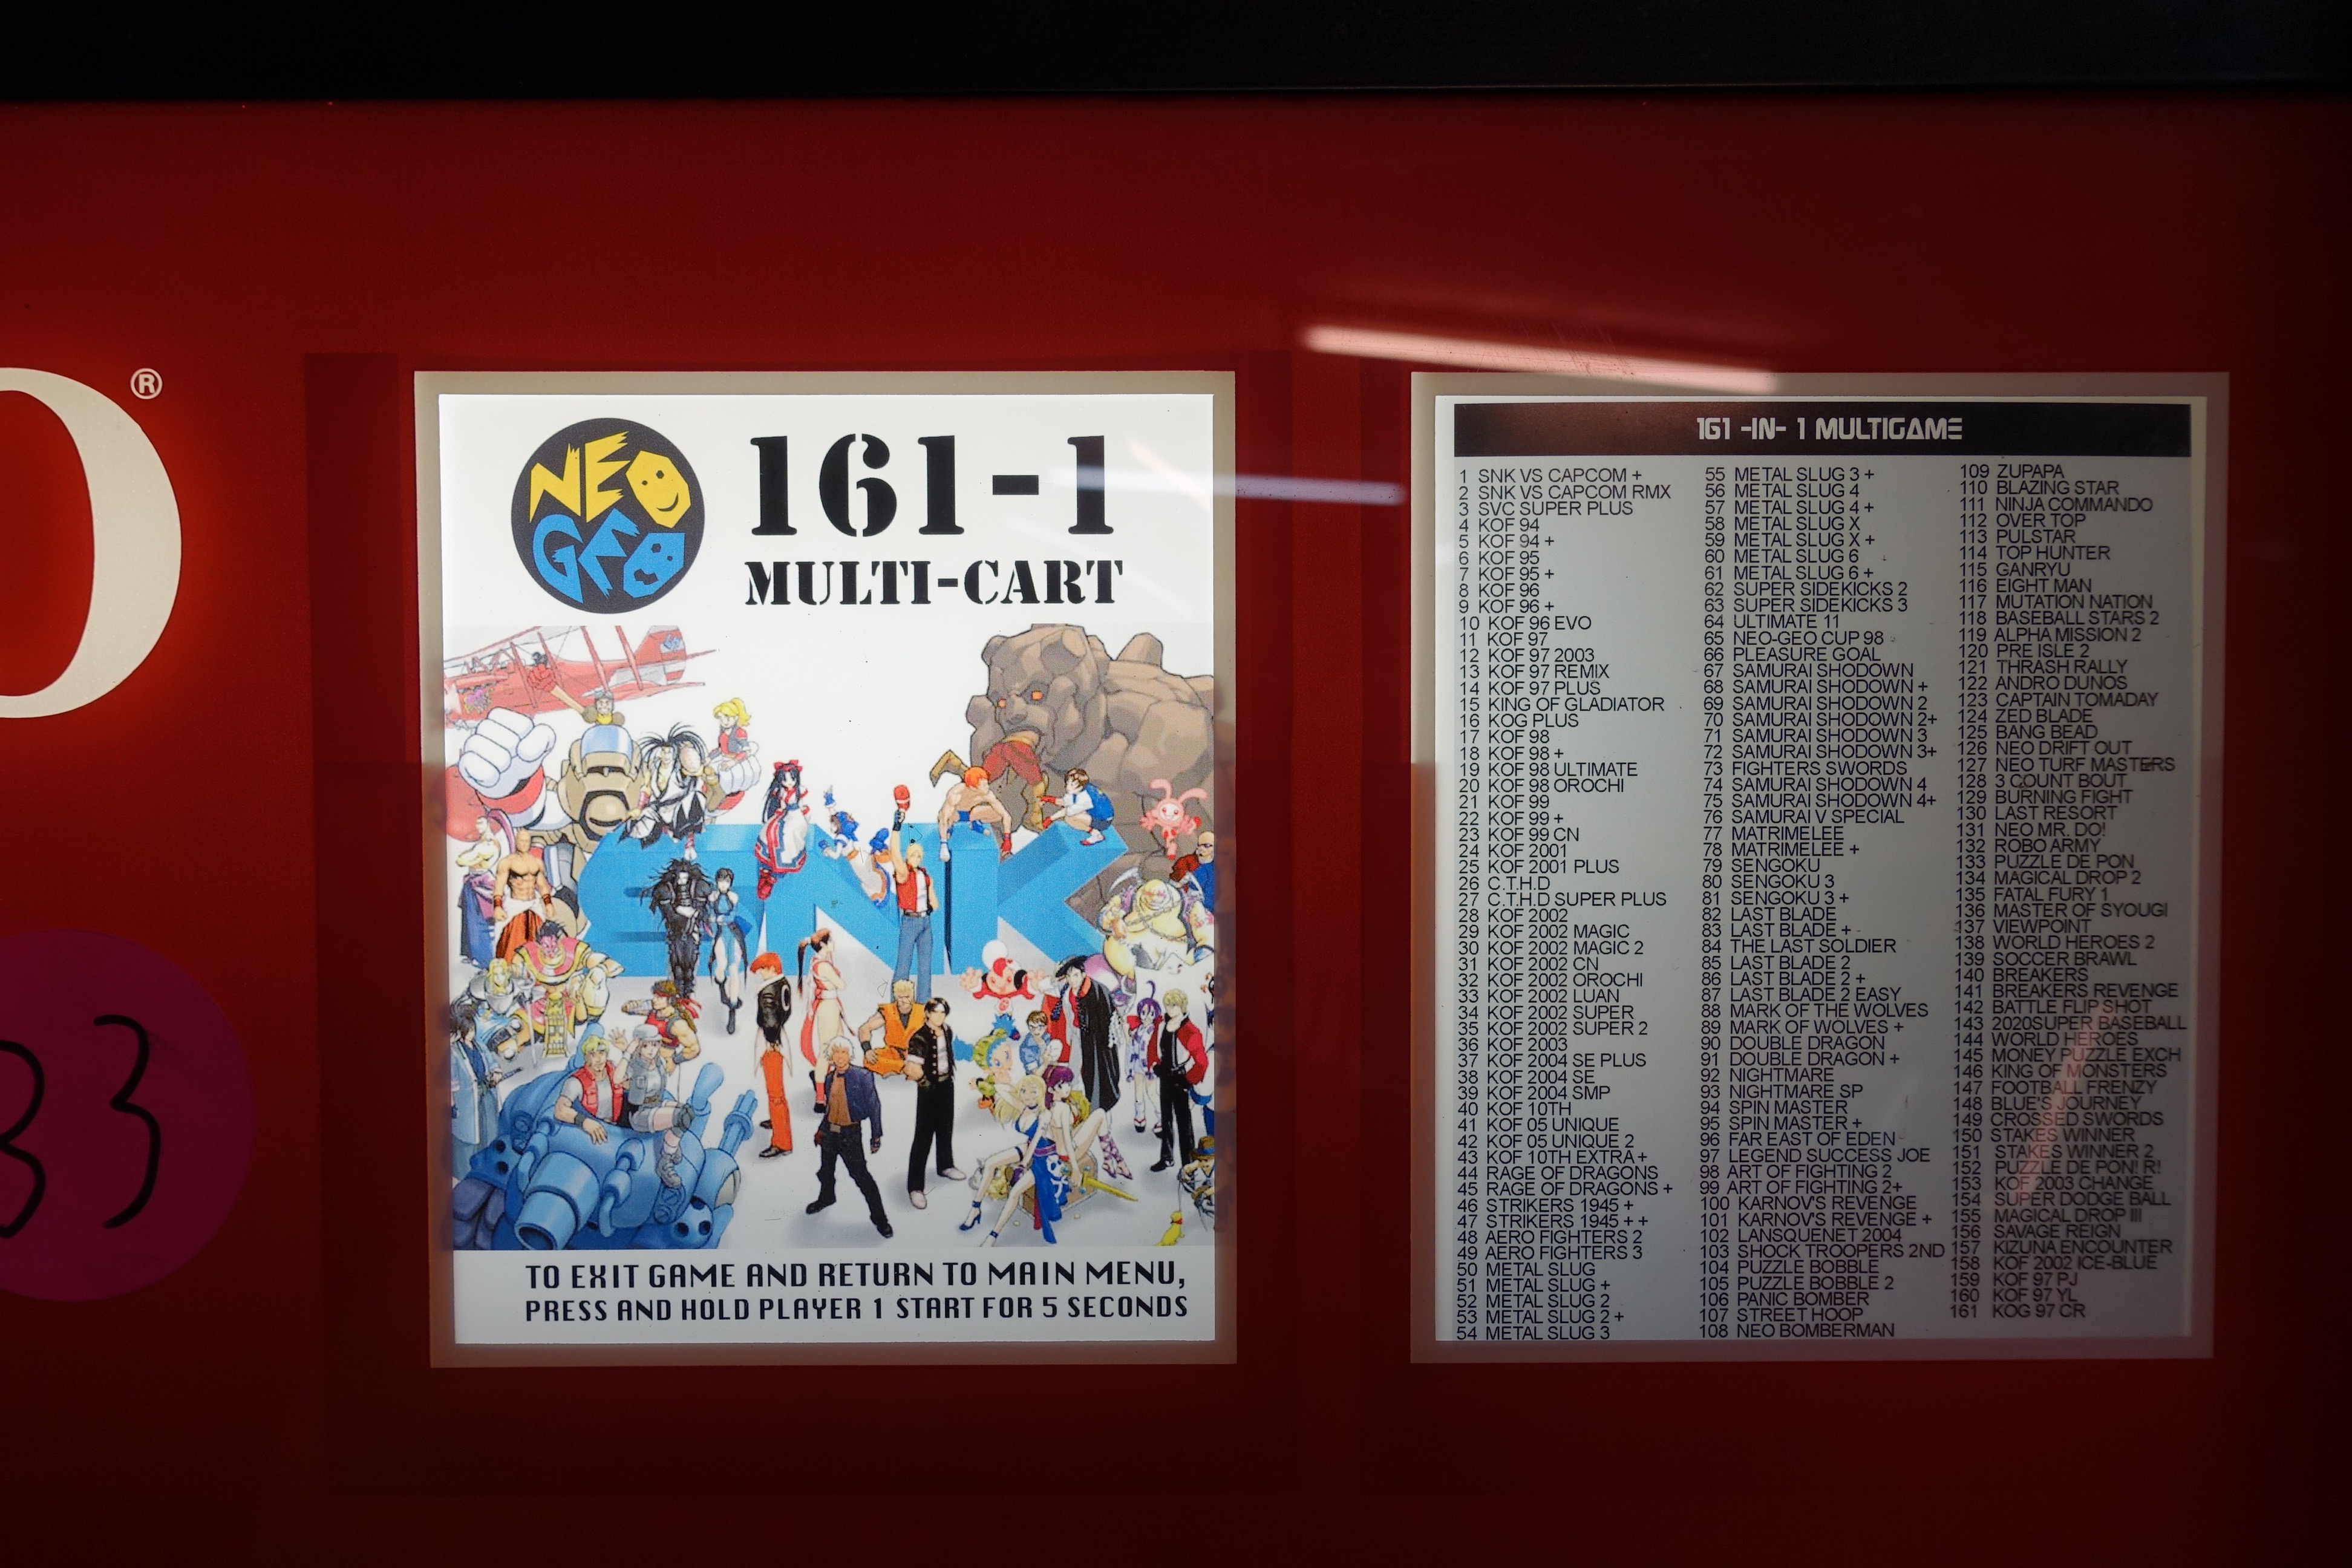 O®
33
NEO
GEO
161-1
MULTI-CART
SNK
TO EXIT GAME AND RETURN TO MAIN MENU,
PRESS AND HOLD PLAYER 1 START FOR 5 SECONDS
161 -IN- 1 MULTIGAME
1 SNK VS CAPCOM +
2 SNK VS CAPCOM RMX
3 SVC SUPER PLUS
4 KOF 94
5 KOF 94 +
6 KOF 95
7 KOF 95 +
8 KOF 96
9 KOF 96 +
10 KOF 96 EVO
11 KOF 97
12 KOF 97 2003
13 KOF 97 REMIX
14 KOF 97 PLUS
15 KING OF GLADIATOR
16 KOG PLUS
17 KOF 98
18 KOF 98 +
19 KOF 98 ULTIMATE
20 KOF 98 OROCHI
21 KOF 99
22 KOF 99 +
23 KOF 99 CN
24 KOF 2001
25 KOF 2001 PLUS
26 C.T.H.D
27 C.T.H.D SUPER PLUS
28 KOF 2002
29 KOF 2002 MAGIC
30 KOF 2002 MAGIC 2
31 KOF 2002 CN
32 KOF 2002 OROCHI
33 KOF 2002 LUAN
34 KOF 2002 SUPER
35 KOF 2002 SUPER 2
36 KOF 2003
37 KOF 2004 SE PLUS
38 KOF 2004 SE
39 KOF 2004 SMP
40 KOF 10TH
41 KOF 05 UNIQUE
42 KOF 05 UNIQUE 2
43 KOF 10TH EXTRA+
44 RAGE OF DRAGONS
45 RAGE OF DRAGONS +
46 STRIKERS 1945 +
47 STRIKERS 1945 + +
48 AERO FIGHTERS 2
49 AERO FIGHTERS 3
50 METAL SLUG
51 METAL SLUG +
52 METAL SLUG 2
53 METAL SLUG 2 +
54 METAL SLUG 3
55 METAL SLUG 3 +
56 METAL SLUG 4
57 METAL SLUG 4 +
58 METAL SLUG X
59 METAL SLUG X +
60 METAL SLUG 6
61 METAL SLUG 6 +
62 SUPER SIDEKICKS 2
63 SUPER SIDEKICKS 3
64 ULTIMATE 11
65 NEO-GEO CUP 98
66 PLEASURE GOAL
67 SAMURAI SHODOWN
68 SAMURAI SHODOWN +
69 SAMURAI SHODOWN 2
70 SAMURAI SHODOWN 2+
71 SAMURAI SHODOWN 3
72 SAMURAI SHODOWN 3+
73 FIGHTERS SWORDS
74 SAMURAI SHODOWN 4
75 SAMURAI SHODOWN 4+
76 SAMURAI V SPECIAL
77 MATRIMELEE
78 MATRIMELEE +
79 SENGOKU
80 SENGOKU 3
81 SENGOKU 3 +
82 LAST BLADE
83 LAST BLADE +
84 THE LAST SOLDIER
85 LAST BLADE 2
86 LAST BLADE 2 +
87 LAST BLADE 2 EASY
88 MARK OF THE WOLVES
89 MARK OF WOLVES +
90 DOUBLE DRAGON
91 DOUBLE DRAGON +
92 NIGHTMARE
93 NIGHTMARE SP
94 SPIN MASTER
95 SPIN MASTER +
96 FAR EAST OF EDEN
97 LEGEND SUCCESS JOE
98 ART OF FIGHTING 2
99 ART OF FIGHTING 2+
100 KARNOV'S REVENGE
101 KARNOV'S REVENGE +
102 LANSQUENET 2004
103 SHOCK TROOPERS 2ND
104 PUZZLE BOBBLE
105 PUZZLE BOBBLE 2
106 PANIC BOMBER
107 STREET HOOP
108 NEO BOMBERMAN
109 ZUPAPA
110 BLAZING STAR
111 NINJA COMMANDO
112 OVER TOP
113 PULSTAR
114 TOP HUNTER
115 GANRYU
116 EIGHT MAN
117 MUTATION NATION
118 BASEBALL STARS 2
119 ALPHA MISSION 2
120 PRE ISLE 2
121 THRASH RALLY
122 ANDRO DUNOS
123 CAPTAIN TOMADAY
124 ZED BLADE
125 BANG BEAD
126 NEO DRIFT OUT
127 NEO TURF MASTERS
128 3 COUNT BOUT
129 BURNING FIGHT
130 LAST RESORT
131 NEO MR. DO!
132 ROBO ARMY
133 PUZZLE DE PON
134 MAGICAL DROP 2
135 FATAL FURY 1
136 MASTER OF SYOUGI
137 VIEWPOINT
138 WORLD HEROES 2
139 SOCCER BRAWL
140 BREAKERS
141 BREAKERS REVENGE
142 BATTLE FLIP SHOT
143 2020SUPER BASEBALL
144 WORLD HEROES
145 MONEY PUZZLE EXCH
146 KING OF MONSTERS
147 FOOTBALL FRENZY
148 BLUE'S JOURNEY
149 CROSSED SWORDS
150 STAKES WINNER
151 STAKES WINNER 2
152 PUZZLE DE PON! R!
153 KOF 2003 CHANGE
154 SUPER DODGE BALL
155 MAGICAL DROP III
156 SAVAGE REIGN
157 KIZUNA ENCOUNTER
158 KOF 2002 ICE-BLUE
159 KOF 97 PJ
160 KOF 97 YL
161 KOG 97 CR